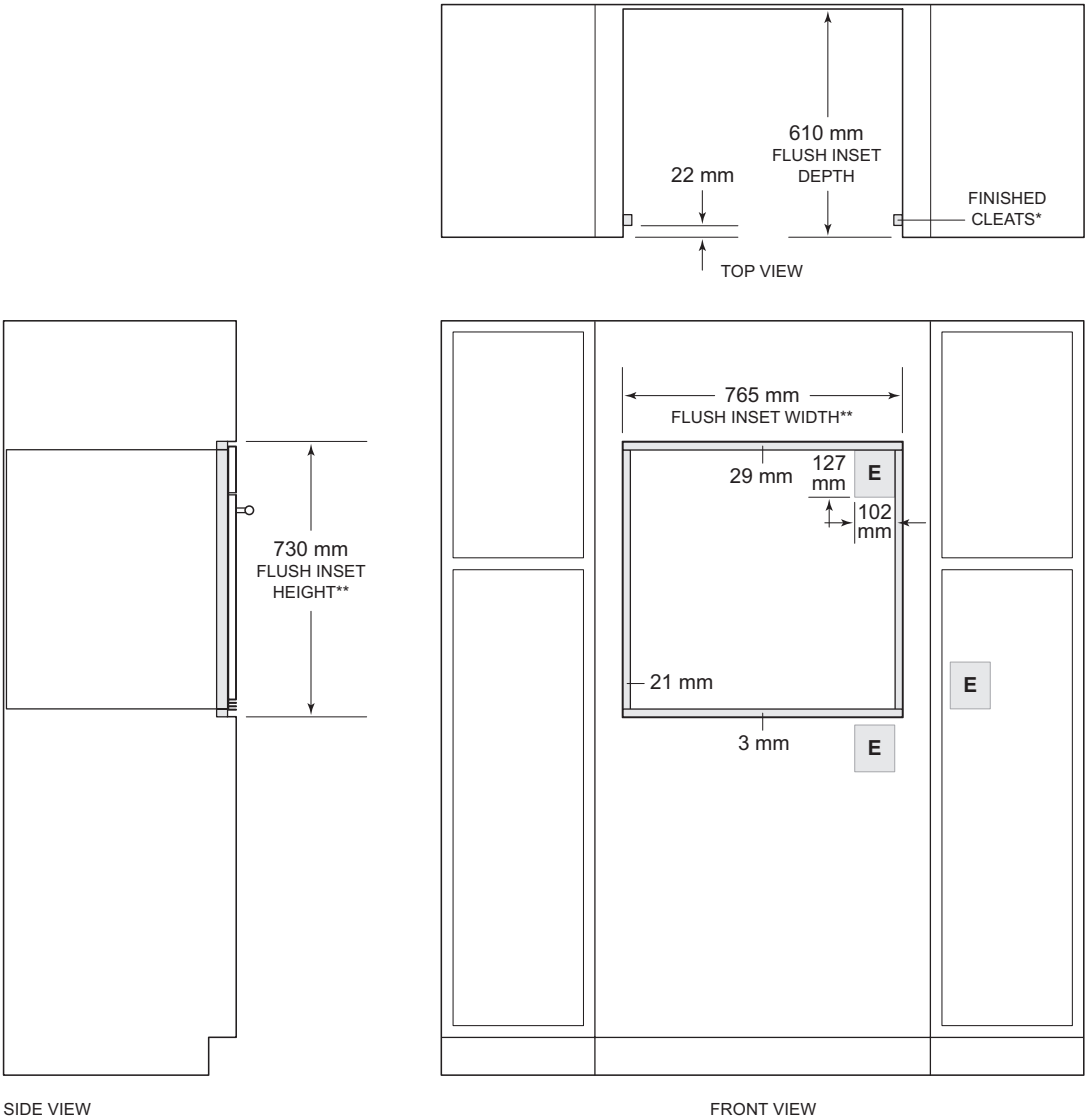 610 mm
FLUSH INSET
DEPTH
22 mm
FINISHED
CLEATS*
TOP VIEW
765 mm
FLUSH INSET WIDTH**
29 mm
127
mm
E
102
mm
730 mm
FLUSH INSET
HEIGHT**
21 mm
E
3 mm
E
SIDE VIEW
FRONT VIEW